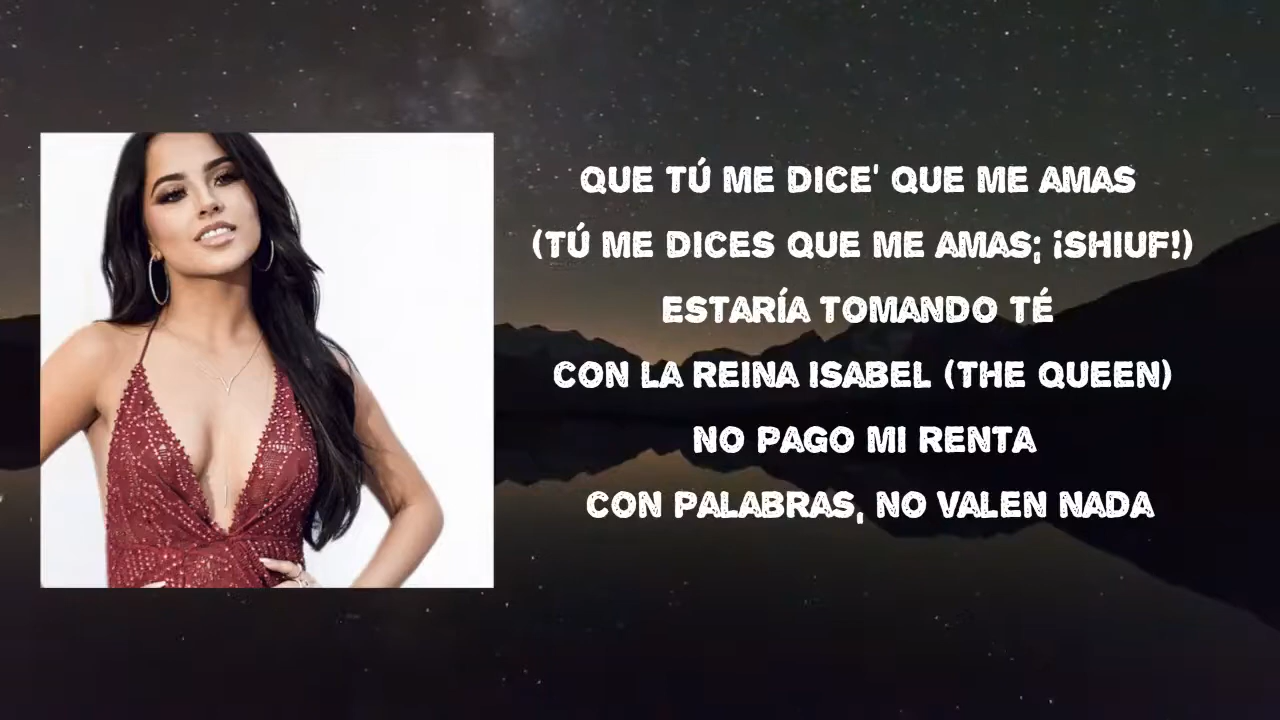 QUE TÚ ME DICE' QUE ME AMAS
(TÚ ME DICES QUE ME AMAS; ¡SHIUF!)
ESTARÍA TOMANDO TÉ
CON LA REINA ISABEL (THE QUEEN)
NO PAGO MI RENTA
CON PALABRAS, NO VALEN NADA